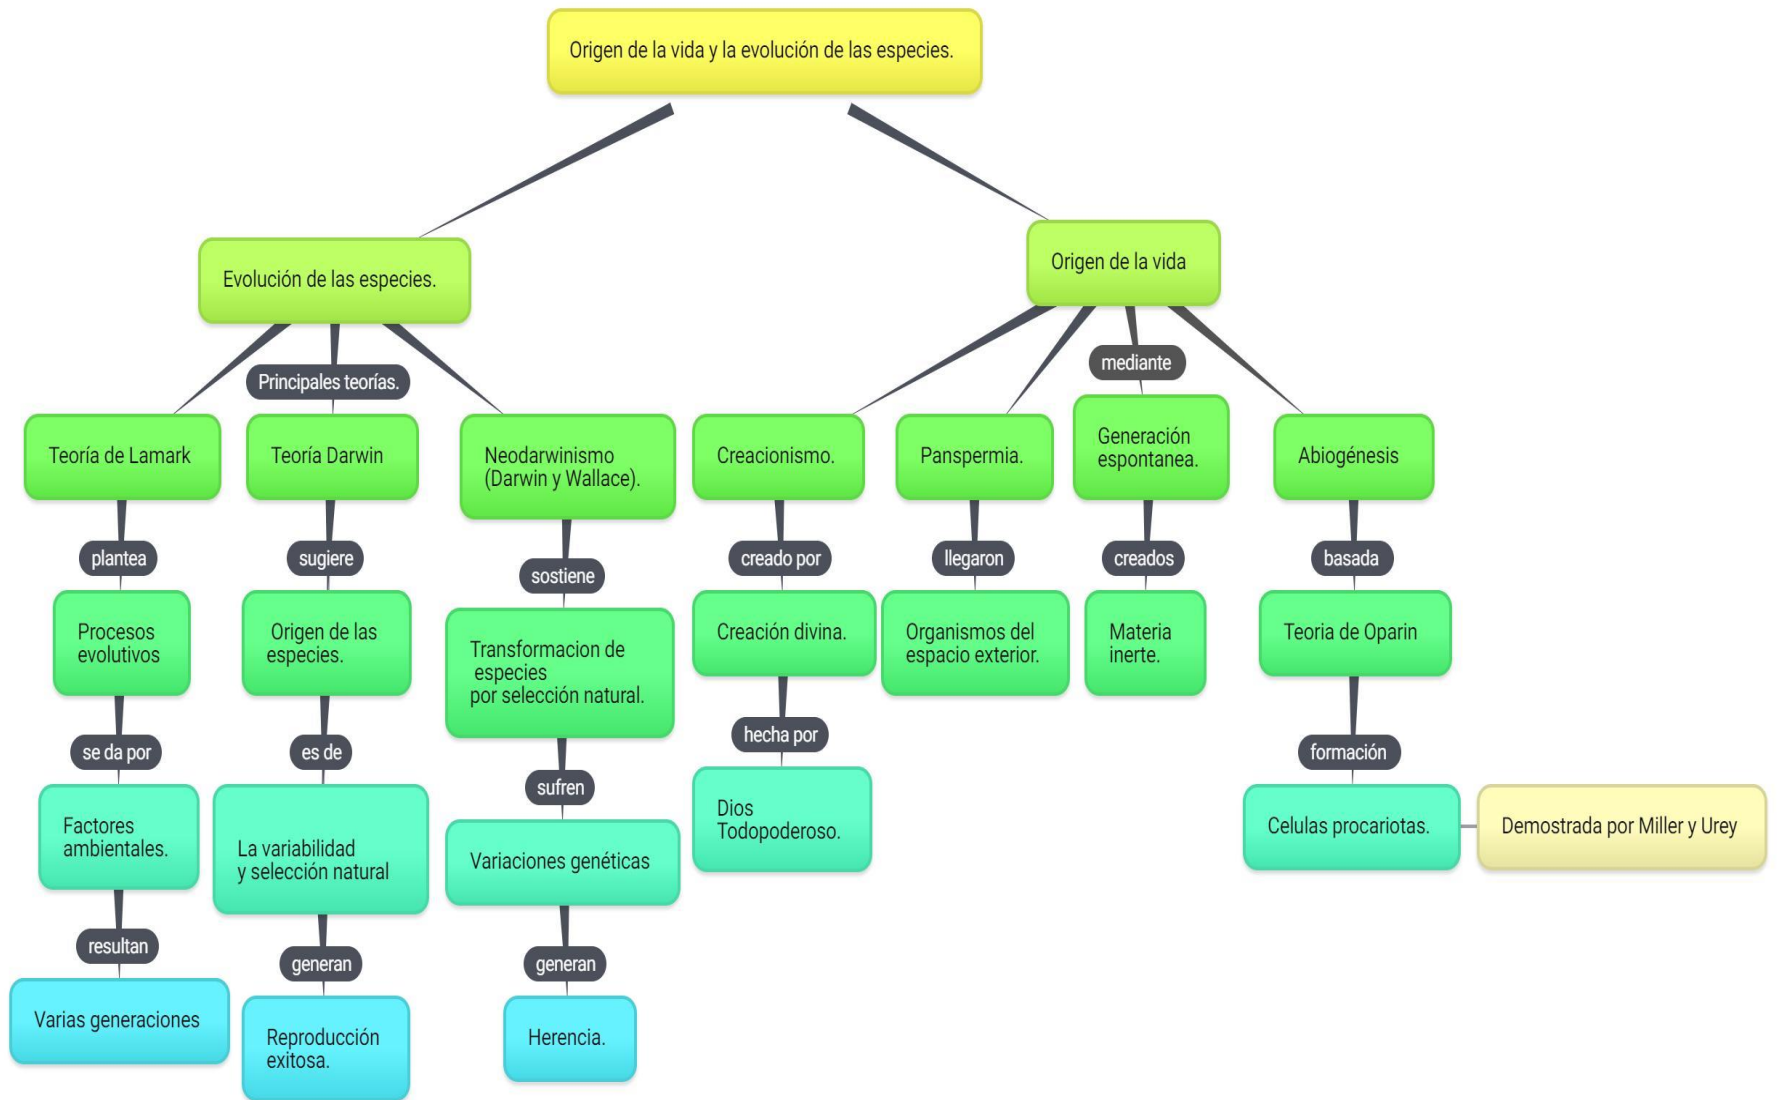 Origen de la vida y la evolución de las especies.
Evolución de las especies.
Origen de la vida
Principales teorías.
mediante
Teoría de Lamark
Teoría Darwin
Neodarwinismo
(Darwin y Wallace).
Creacionismo.
Panspermia.
Generación
espontanea.
Abiogénesis
plantea
sugiere
sostiene
creado por
llegaron
creados
basada
Procesos
evolutivos
Origen de las
especies.
Transformacion de
especies
por selección natural.
Creación divina.
Organismos del
espacio exterior.
Materia
inerte.
Teoria de Oparin
se da por
es de
sufren
hecha por
formación
Factores
ambientales.
La variabilidad
y selección natural
Variaciones genéticas
Dios
Todopoderoso.
Celulas procariotas.
Demostrada por Miller y Urey
resultan
generan
generan
Varias generaciones
Reproducción
exitosa.
Herencia.